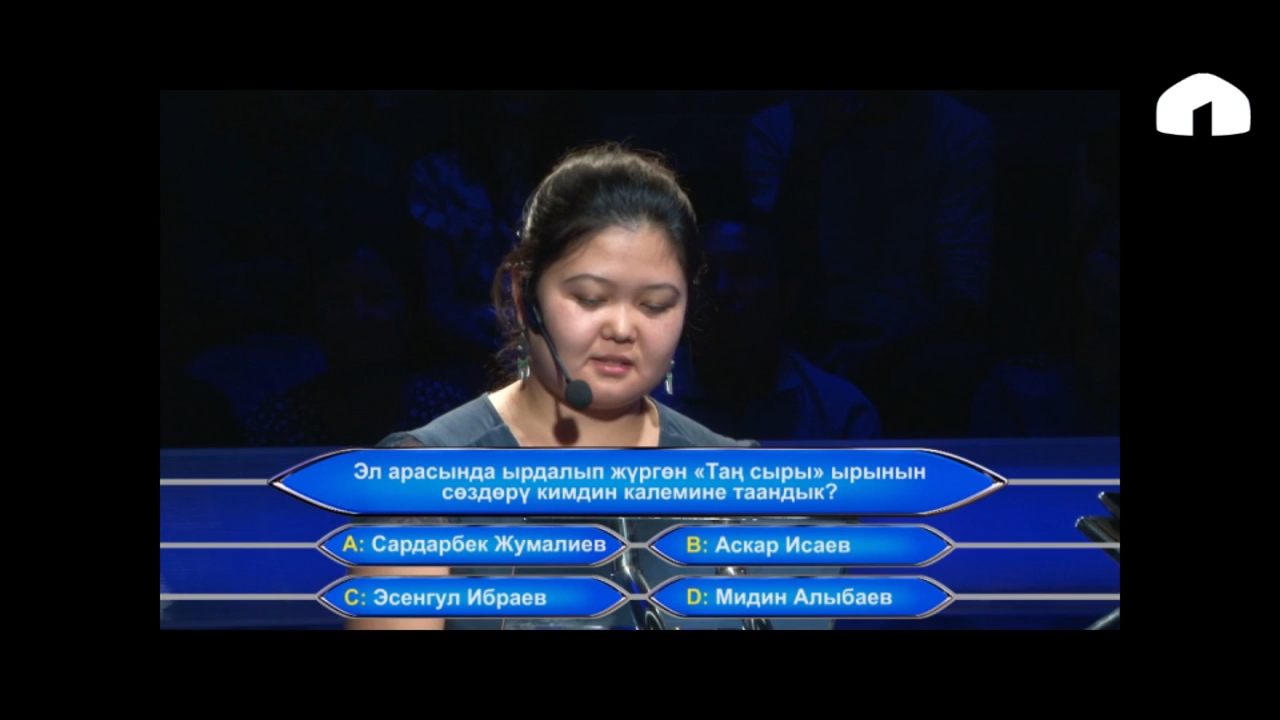 Эл арасында ырдалып жүргөн «Таң сыры» ырынын
сөздөрү кимдин калемине таандык?
A: Сардарбек Жумалиев
B: Аскар Исаев
C: Эсенгул Ибраев
D: Мидин Алыбаев